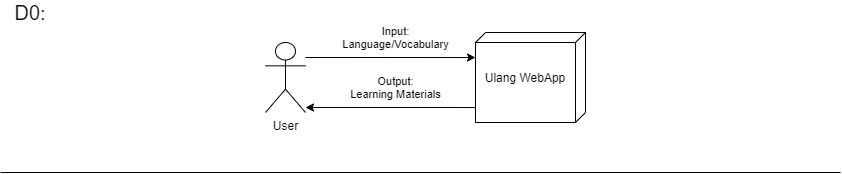 D0:
Input:
Language/Vocabulary
Ulang WebApp
Output:
Learning Materials
User